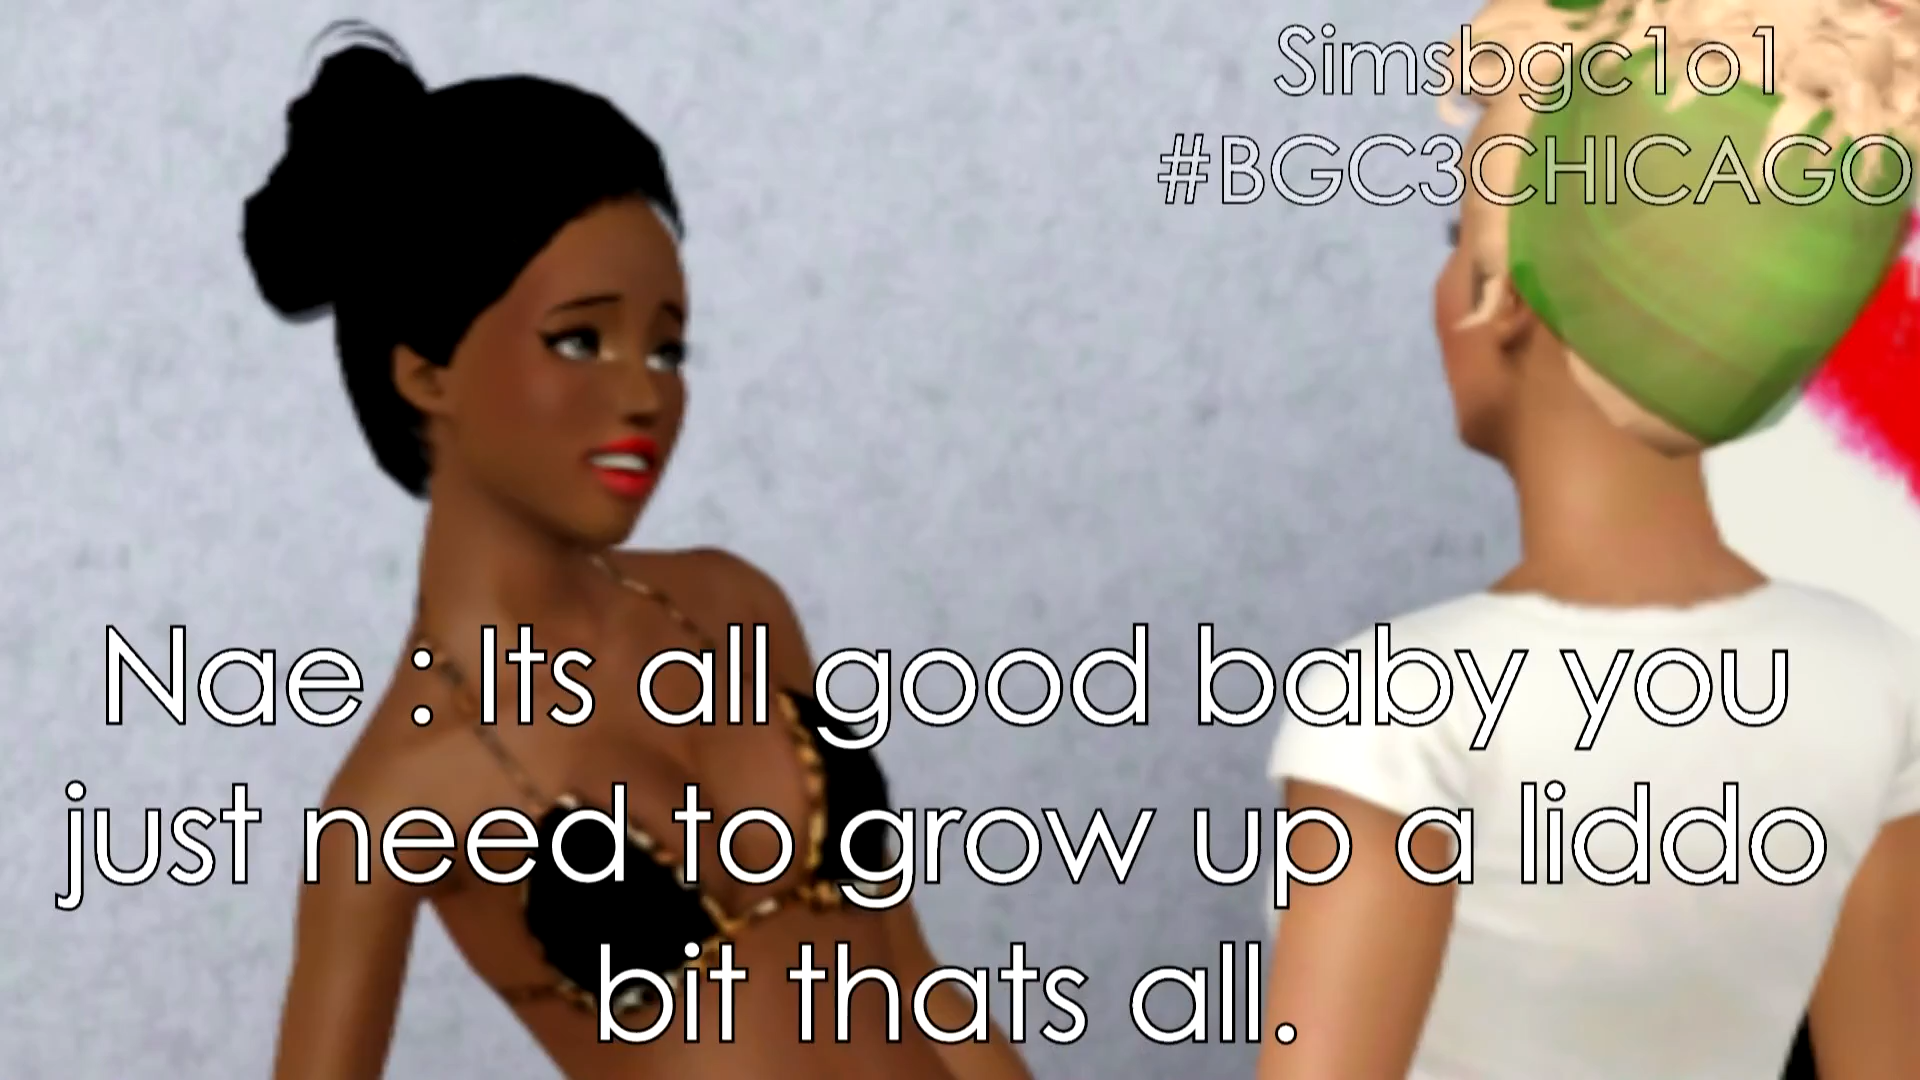 Simsbgc1o1
#BGC3CHICAGO
Nae : Its all good baby you
just need to grow up a liddo
bit thats all.